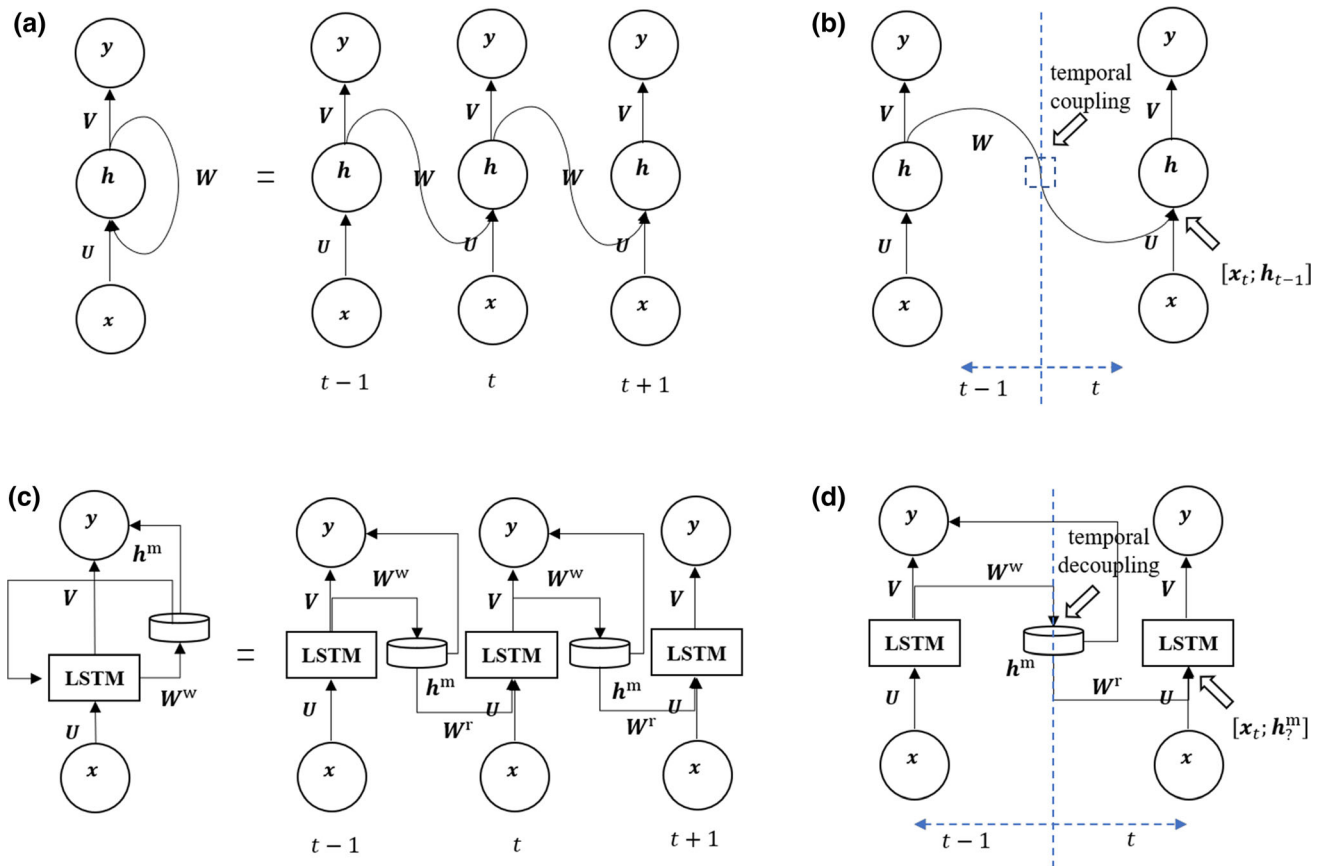 (a)
y
V
h
W
U
x
=
y
y
y
V
V
V
h
W
h
W
h
U
U
U
x
x
x
t − 1
t
t + 1
(b)
y
y
temporal
coupling
V
V
W
h
h
U
U
[x_t; h_{t−1}]
x
x
t − 1
t
(c)
y
h^m
V
LSTM
W^w
U
x
=
y
y
y
W^w
W^w
V
V
V
LSTM
LSTM
LSTM
h^m
h^m
U
U
U
W^r
W^r
x
x
x
t − 1
t
t + 1
(d)
y
y
temporal
decoupling
V
W^w
V
LSTM
LSTM
h^m
W^r
U
U
[x_t; h_?^m]
x
x
t − 1
t